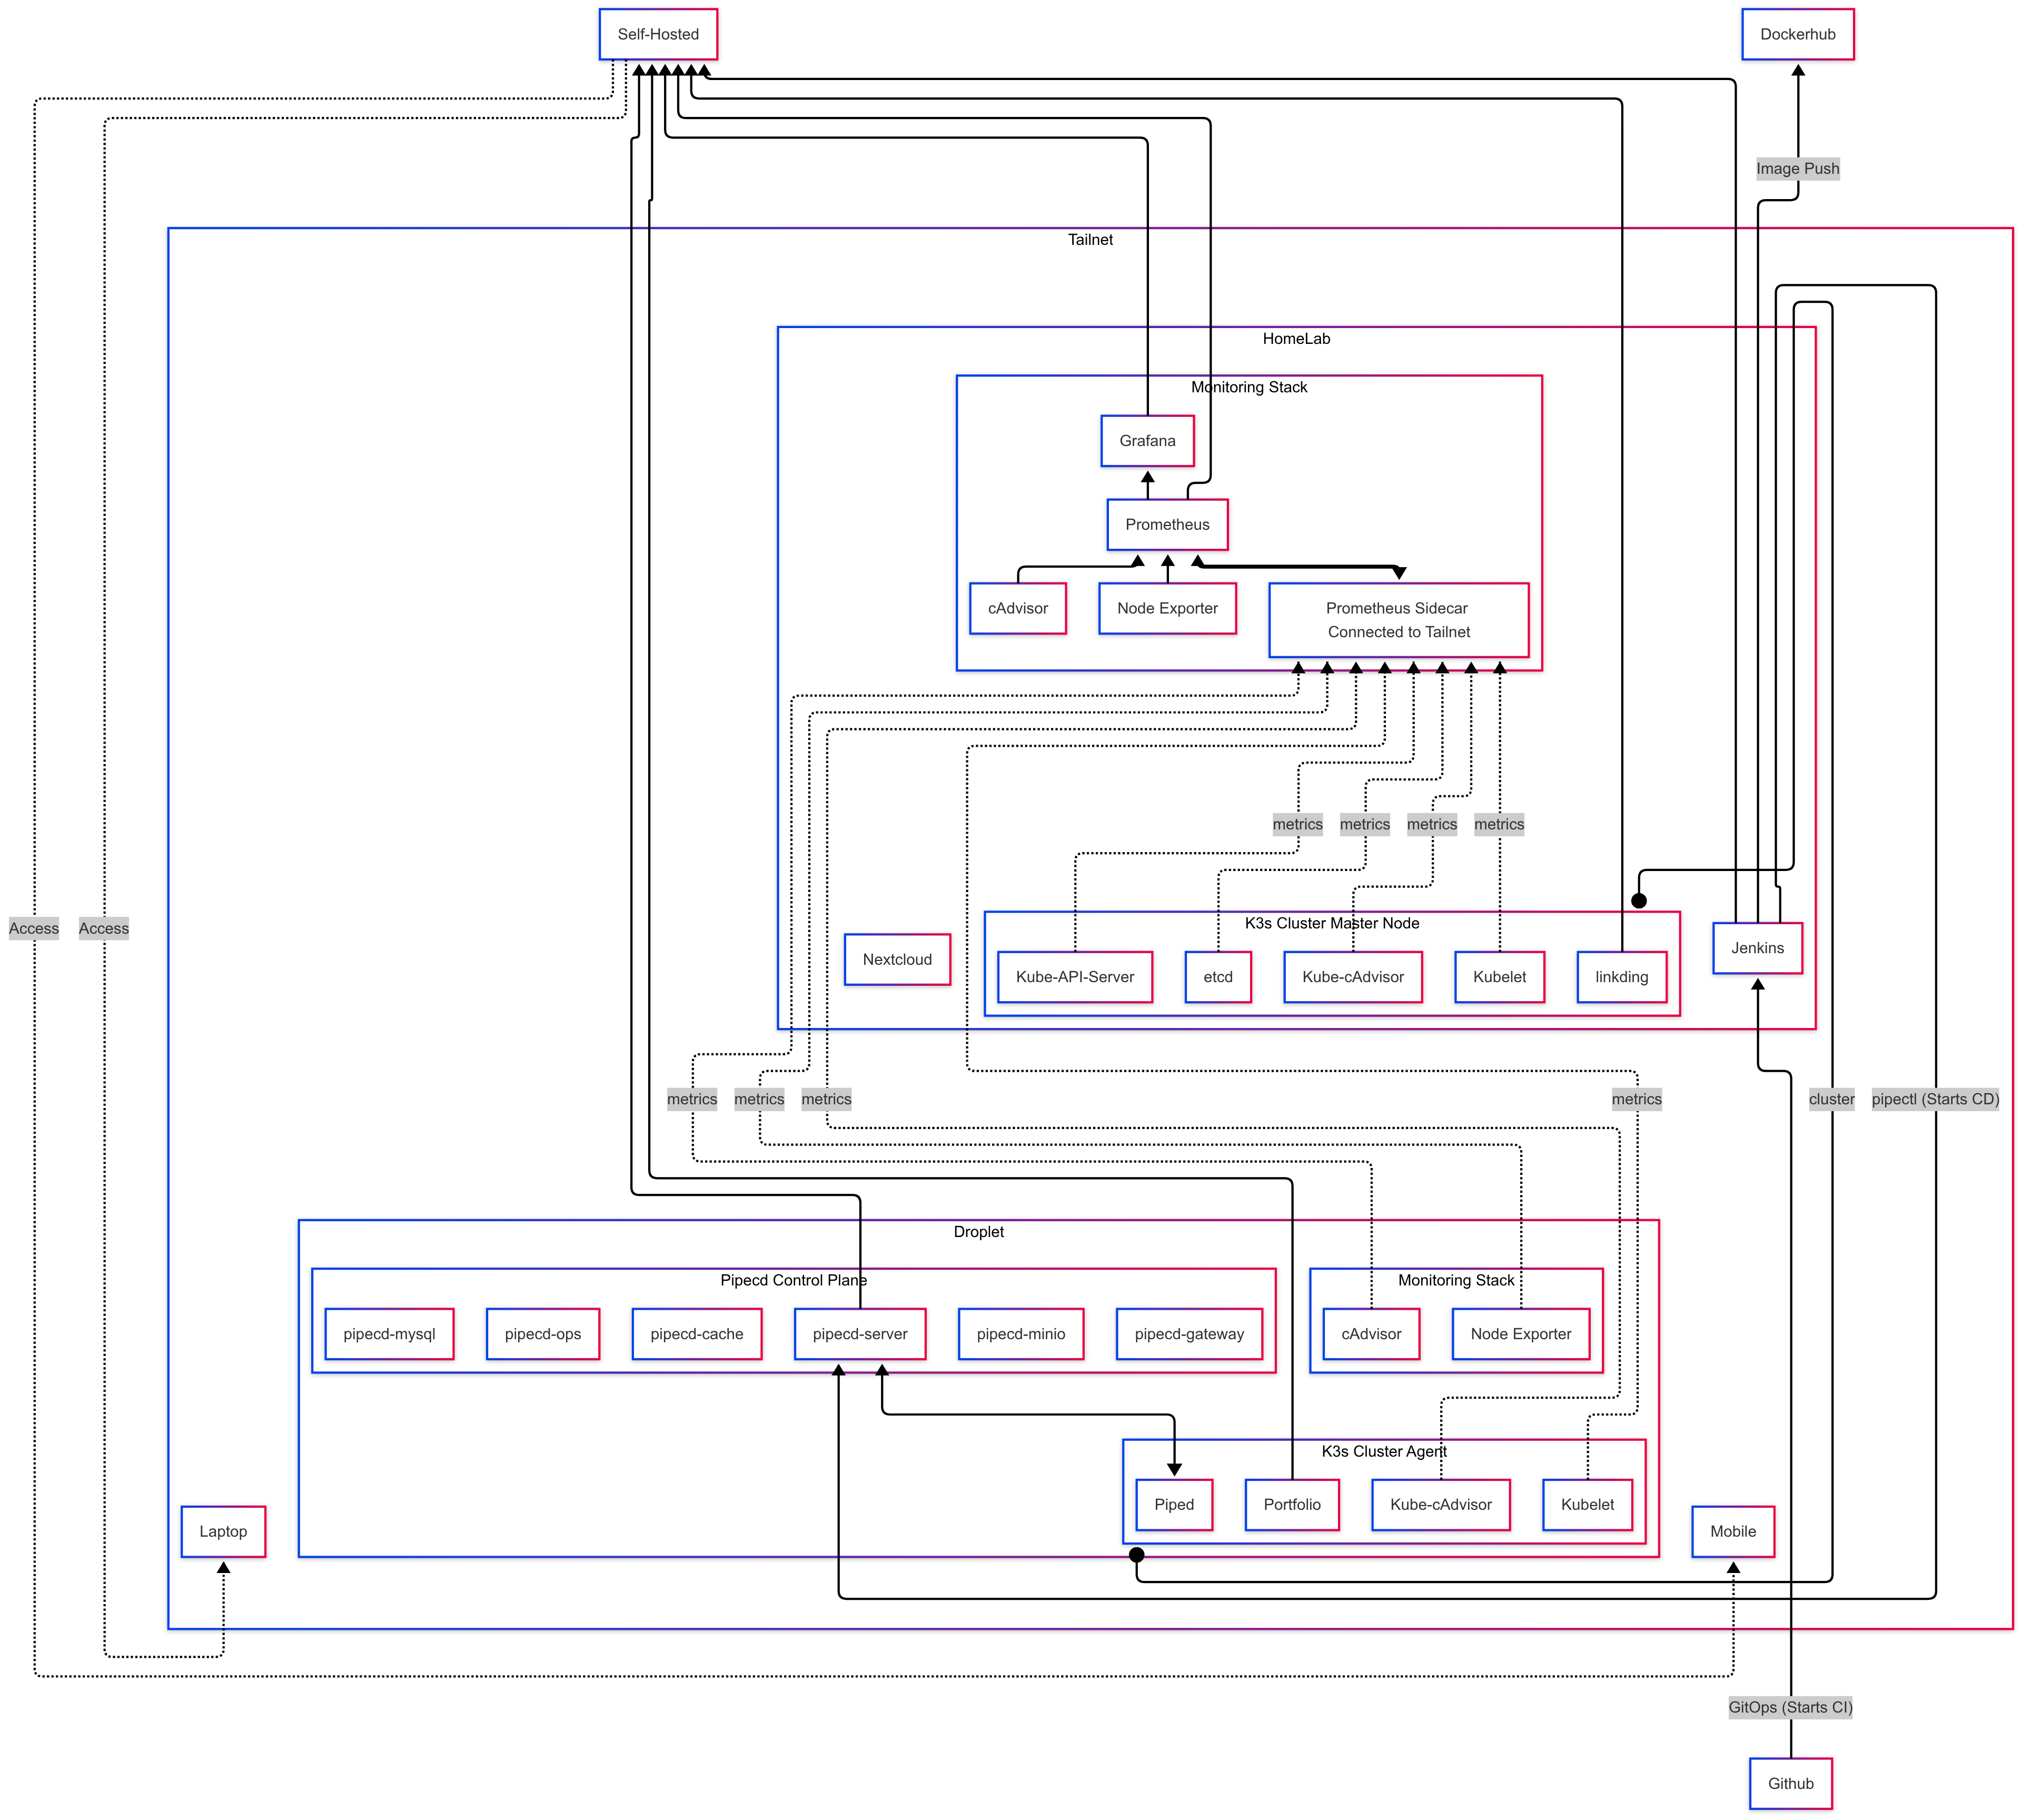 Self-Hosted
Dockerhub
Image Push
Tailnet
HomeLab
Monitoring Stack
Grafana
Prometheus
cAdvisor
Node Exporter
Prometheus Sidecar
Connected to Tailnet
metrics
metrics
metrics
metrics
Access
Access
K3s Cluster Master Node
Nextcloud
Kube-API-Server
etcd
Kube-cAdvisor
Kubelet
linkding
Jenkins
metrics
metrics
metrics
metrics
cluster
pipectl (Starts CD)
Droplet
Pipecd Control Plane
Monitoring Stack
pipecd-mysql
pipecd-ops
pipecd-cache
pipecd-server
pipecd-minio
pipecd-gateway
cAdvisor
Node Exporter
K3s Cluster Agent
Piped
Portfolio
Kube-cAdvisor
Kubelet
Laptop
Mobile
GitOps (Starts CI)
Github